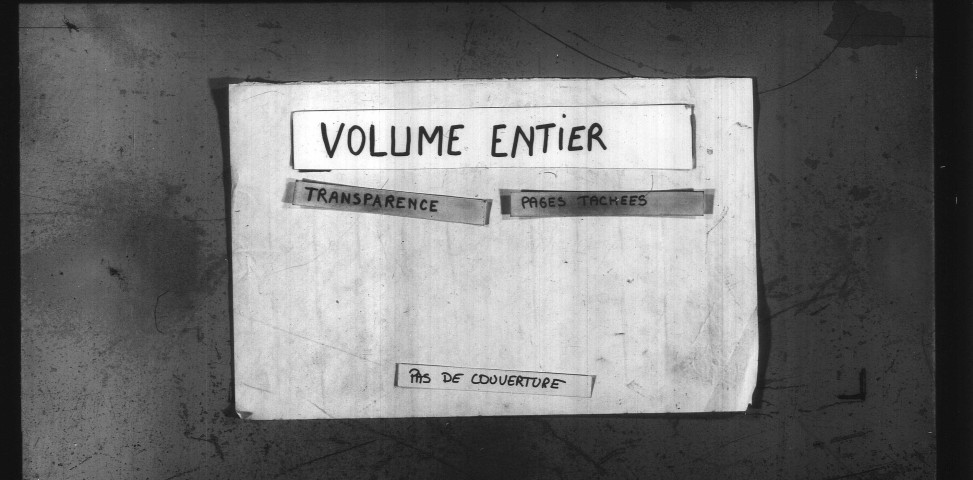 VOLUME ENTiER
TRANSPARENCE
PAGES TACHEES
PAS DE COUVERTURE